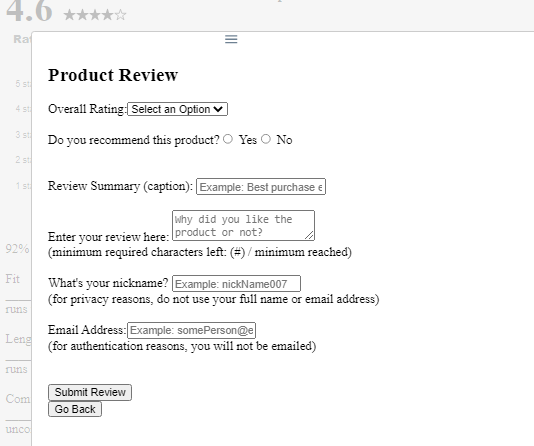 4.6 ★★★★☆
Product Review
5 st
Overall Rating: Select an Option
4 st
3 st
Do you recommend this product? Yes No
2 st
1 st
Review Summary (caption): Example: Best purchase e
Why did you like the
product or not?
Enter your review here:
92%
(minimum required characters left: (#) / minimum reached)
Fit
What's your nickname? Example: nickName007
(for privacy reasons, do not use your full name or email address)
runs
Email Address: Example: somePerson@e
Leng
(for authentication reasons, you will not be emailed)
runs
Submit Review
Com
Go Back
unco